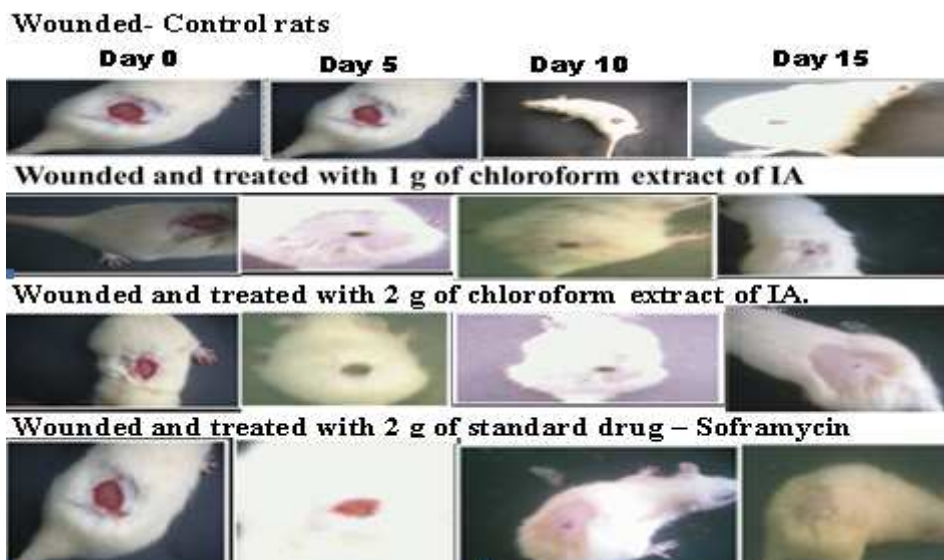 Wounded- Control rats
Day 0 Day 5 Day 10 Day 15
Wounded and treated with 1 g of chloroform extract of IA
Wounded and treated with 2 g of chloroform extract of IA.
Wounded and treated with 2 g of standard drug – Soframycin